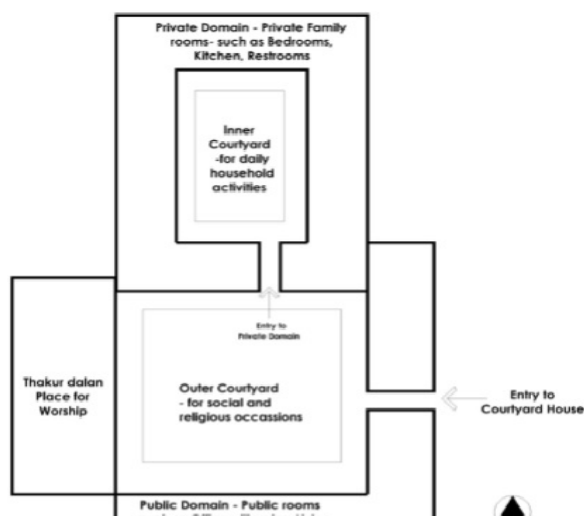 Private Domain - Private Family
rooms- such as Bedrooms,
Kitchen, Restrooms
Inner
Courtyard
-for daily
household
activities
Entry to
Private Domain
Thakur dalan
Place for
Worship
Outer Courtyard
- for social and
religious occassions
Entry to
Courtyard House
Public Domain - Public rooms